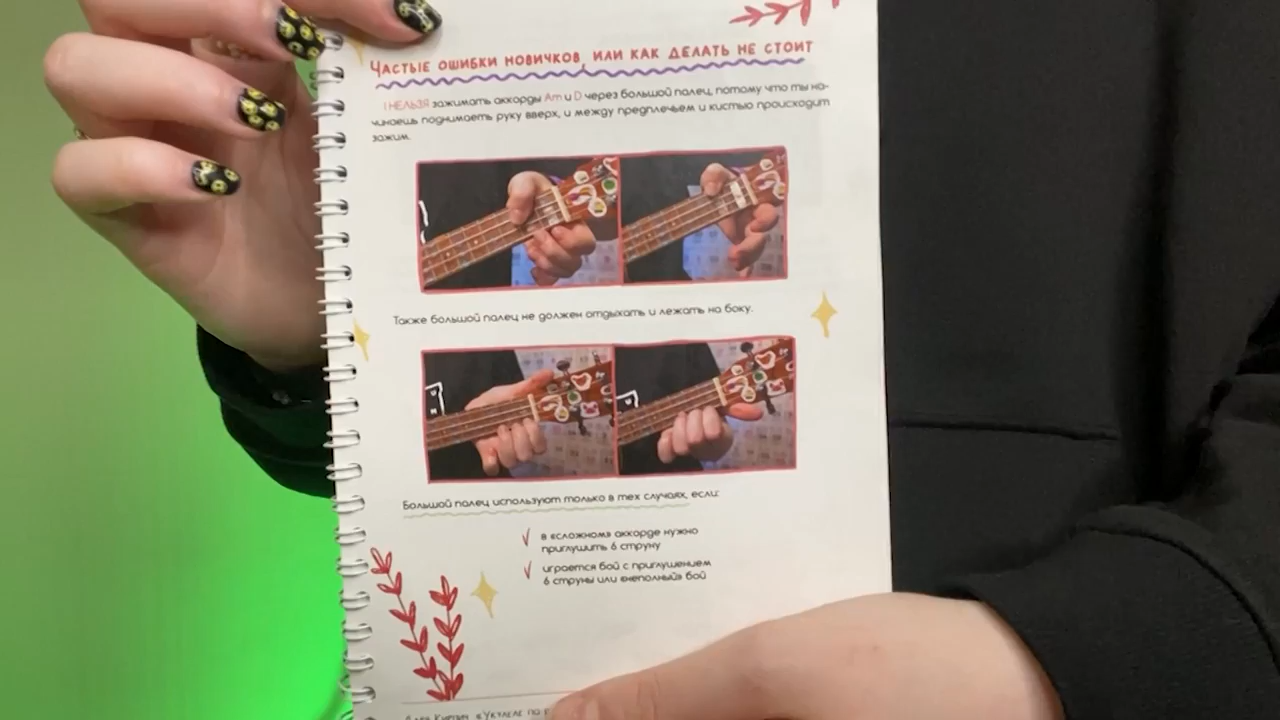 Частые ошибки новичков, или как делать не стоит
! НЕЛЬЗЯ зажимать аккорды Am и D через большой палец, потому что ты на-
чинаешь поднимаеть руку вверх, и между предплечьем и кистью происходит
зажим.
Также большой палец не должен отдыхать и лежать на боку.
Большой палец используют только в тех случаях, если:
√ в «сложном» аккорде нужно
приглушить 6 струну
√ играется бой с приглушением
6 струны или «неполный» бой
«Укулеле по